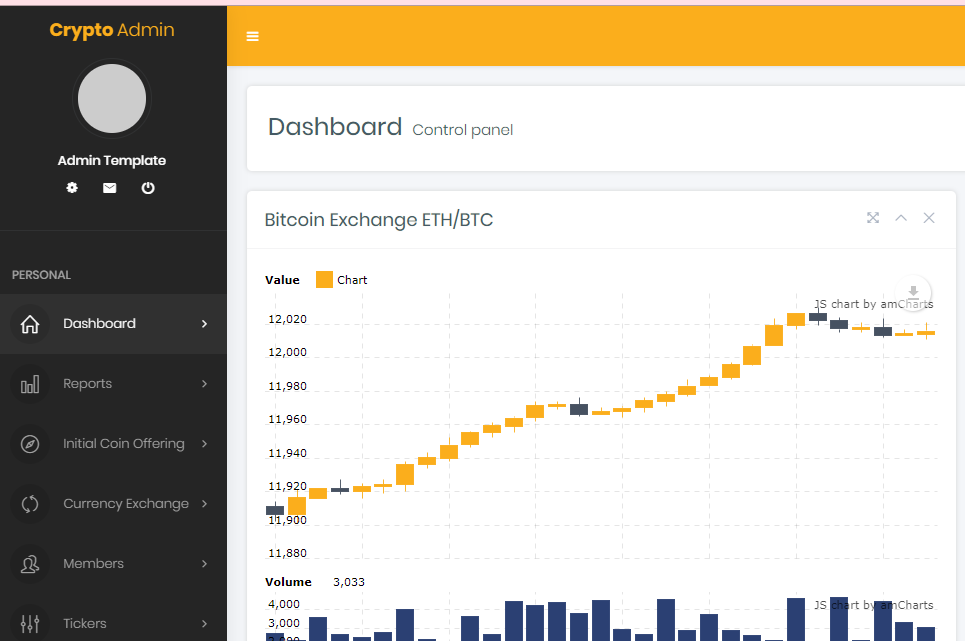 Crypto Admin
Admin Template
PERSONAL
Dashboard
Reports
Initial Coin Offering
Currency Exchange
Members
Tickers
Dashboard Control panel
Bitcoin Exchange ETH/BTC
Value Chart
JS chart by amCharts
12,020
12,000
11,980
11,960
11,940
11,920
11,900
11,880
Volume 3,033
JS chart by amCharts
4,000
3,000